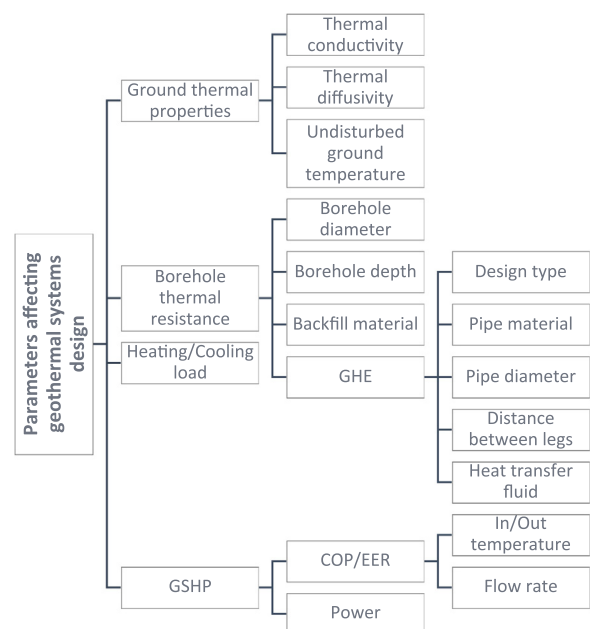 Parameters affecting
geothermal systems
design
Ground thermal
properties
Thermal
conductivity
Thermal
diffusivity
Undisturbed
ground
temperature
Borehole
thermal
resistance
Borehole
diameter
Borehole depth
Backfill material
GHE
Design type
Pipe material
Pipe diameter
Distance
between legs
Heat transfer
fluid
Heating/Cooling
load
GSHP
COP/EER
In/Out
temperature
Flow rate
Power